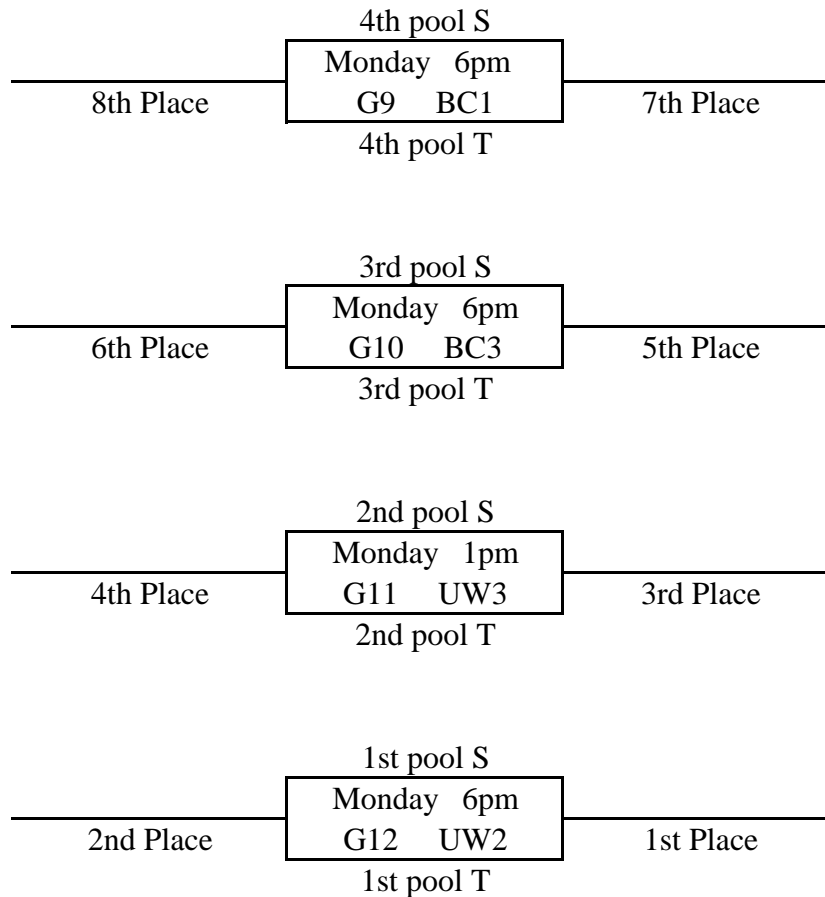 4th pool S
Monday 6pm
8th Place G9 BC1 7th Place
4th pool T
3rd pool S
Monday 6pm
6th Place G10 BC3 5th Place
3rd pool T
2nd pool S
Monday 1pm
4th Place G11 UW3 3rd Place
2nd pool T
1st pool S
Monday 6pm
2nd Place G12 UW2 1st Place
1st pool T